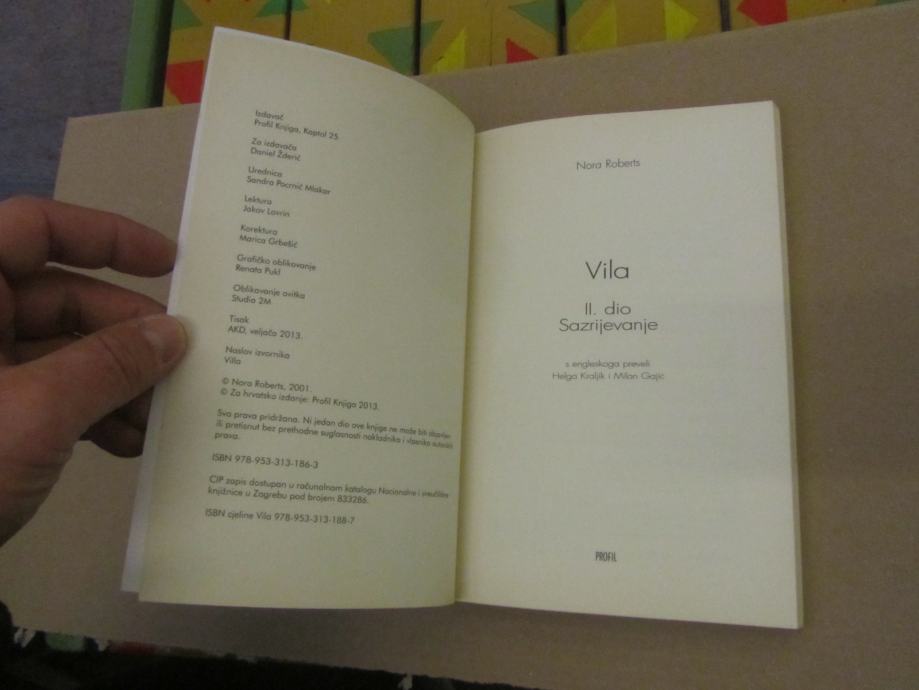 Izdavač
Profil Knjiga, Kaptol 25
Za izdavača
Daniel Žderić
Urednica
Sandra Pocrnić Mlakar
Lektura
Jakov Lovrin
Korektura
Marica Grbešić
Grafičko oblikovanje
Renata Pukl
Oblikovanje ovitka
Studio 2M
Tisak
AKD, veljača 2013.
Naslov izvornika
Villa
© Nora Roberts, 2001.
© Za hrvatsko izdanje: Profil Knjiga 2013.
Sva prava pridržana. Ni jedan dio ove knjige ne može biti objavljen
ili pretisnut bez prethodne suglasnosti nakladnika i vlasnika autorskih
prava.
ISBN 978-953-313-186-3
CIP zapis dostupan u računalnom katalogu Nacionalne i sveučilišne
knjižnice u Zagrebu pod brojem 833286.
ISBN cjeline Vila 978-953-313-188-7
Nora Roberts
Vila
II. dio
Sazrijevanje
s engleskoga preveli
Helga Kraljik i Milan Gajić
PROFIL